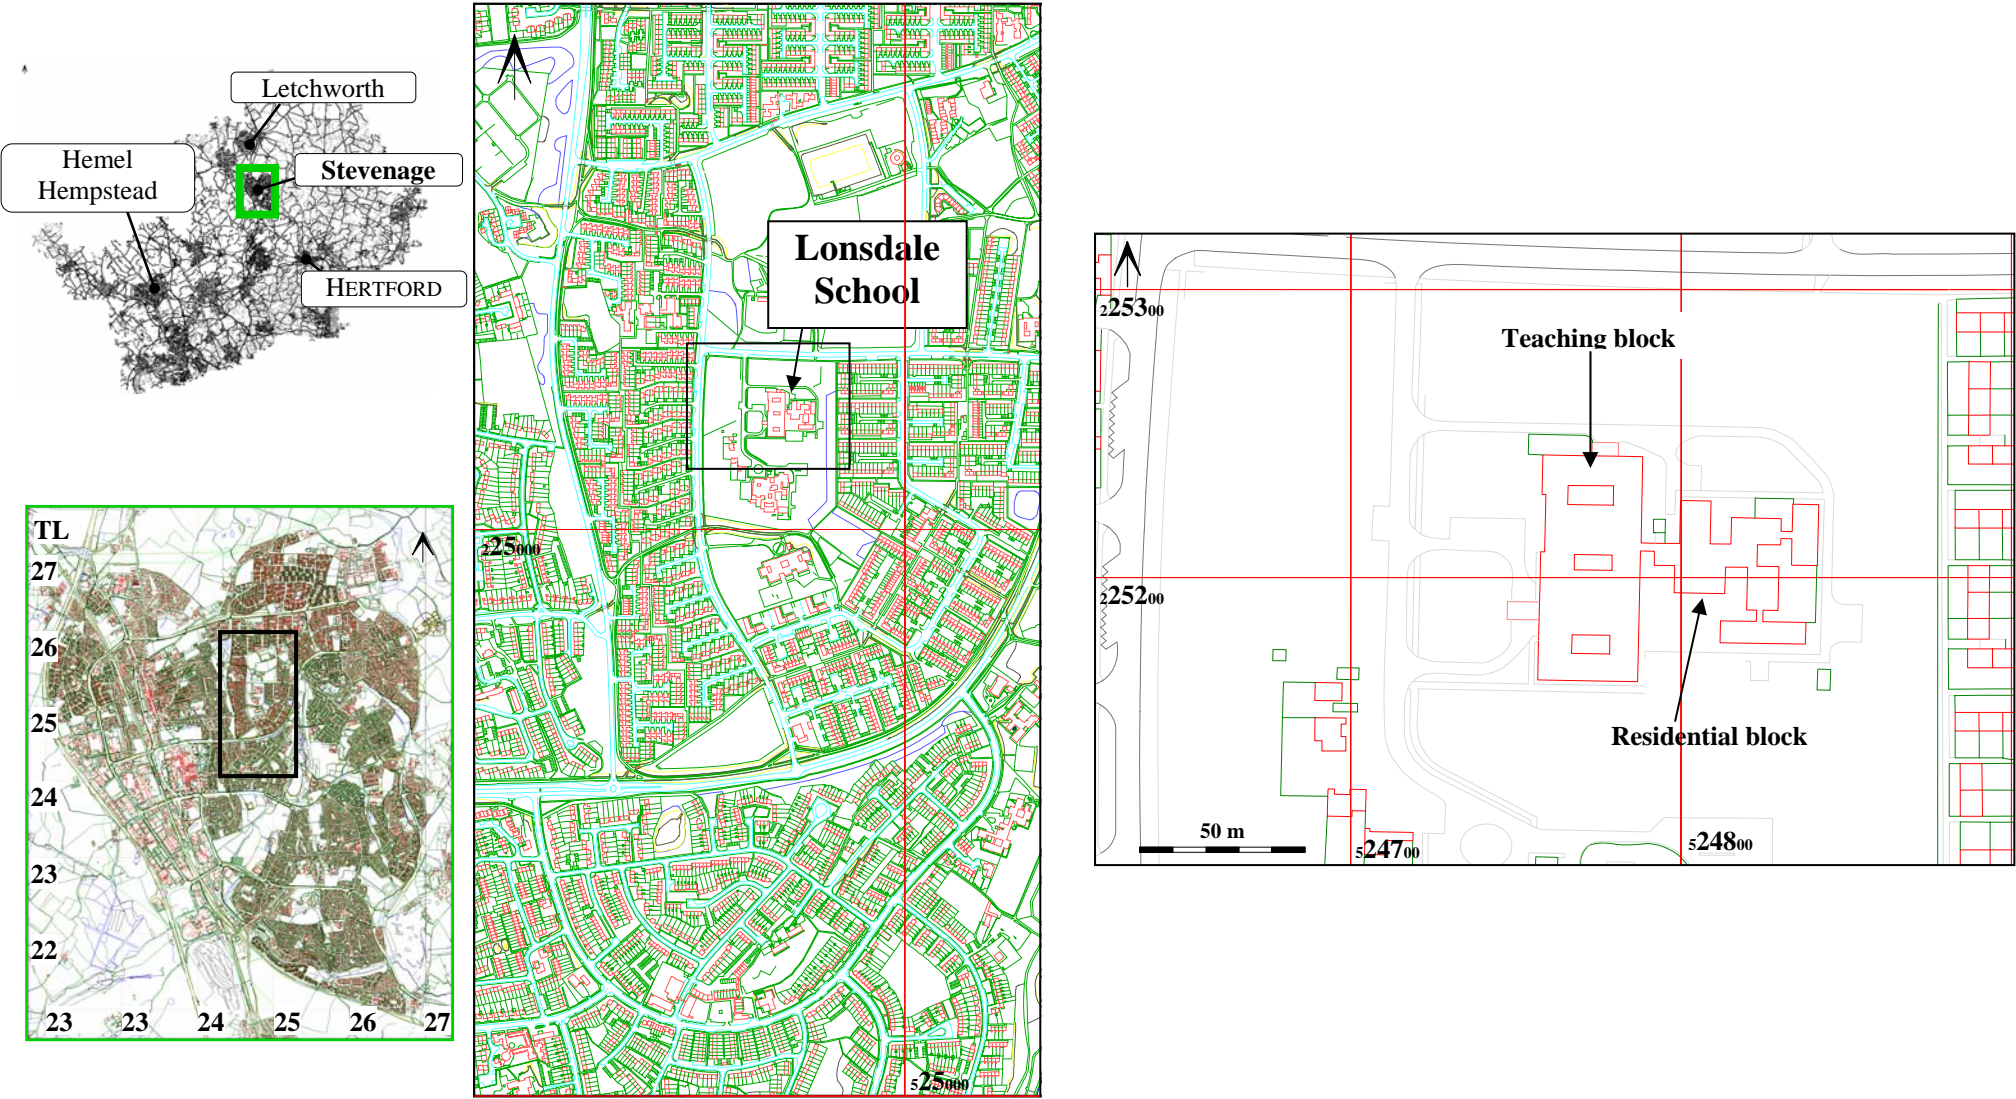 Letchworth
Hemel
Hempstead
Stevenage
HERTFORD
TL
27
26
25
24
23
22
23 23 24 25 26 27
Lonsdale
School
225000
525000
225300
Teaching block
225200
Residential block
50 m
524700
524800